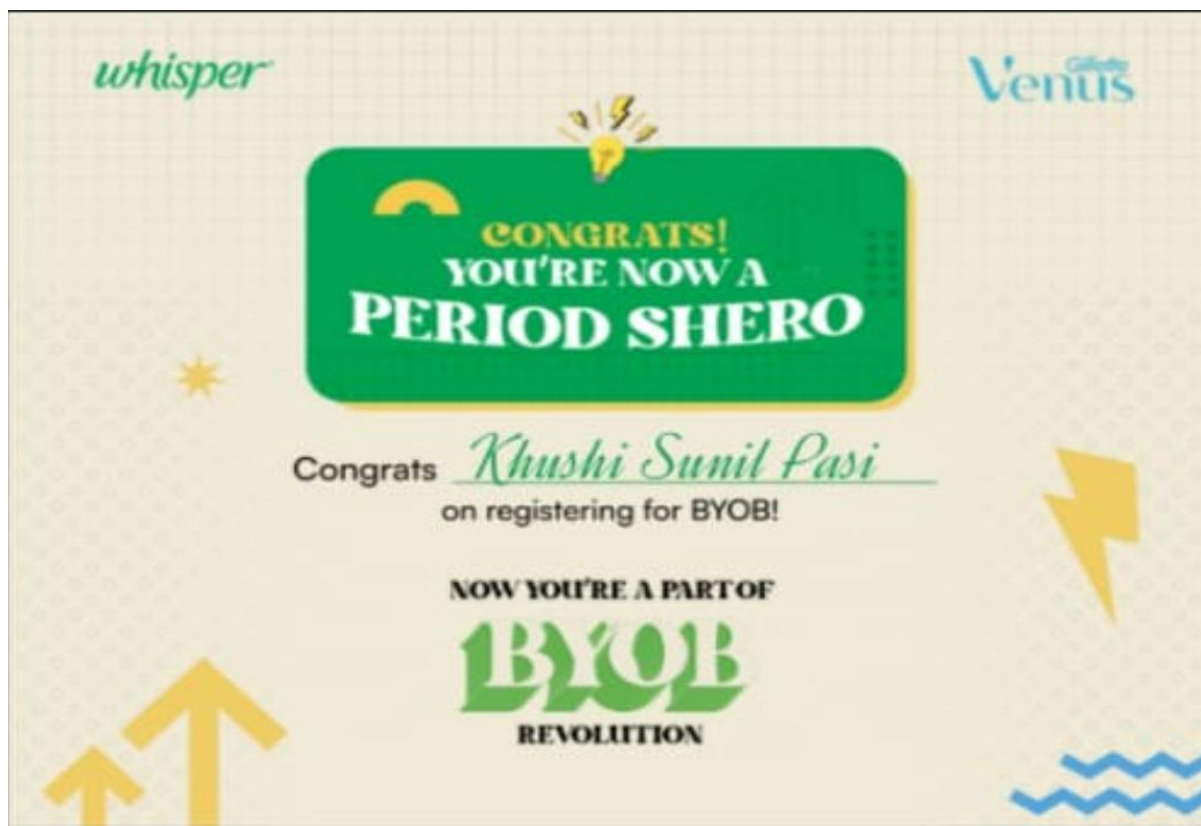 whisper
Gillette
Venus
CONGRATS!
YOU'RE NOW A
PERIOD SHERO
Congrats Khushi Sunil Pasi
on registering for BYOB!
NOW YOU'RE A PART OF
BYOB
REVOLUTION